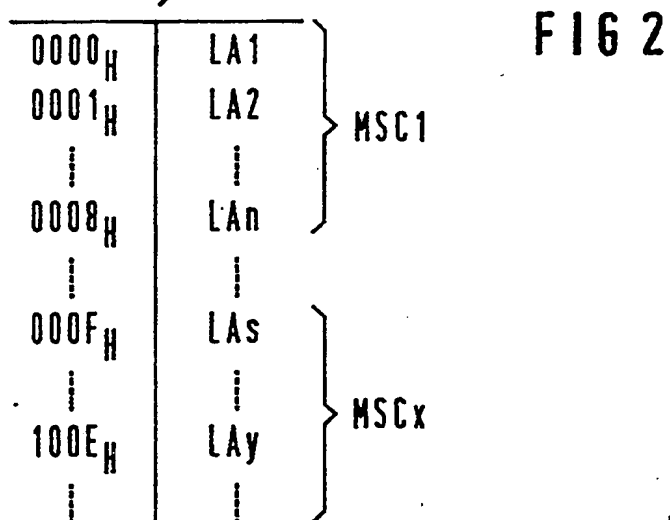 FIG 2
0000H LA1
0001H LA2
MSC1
0008H LAn
000FH LAs
MSCx
100EH LAy